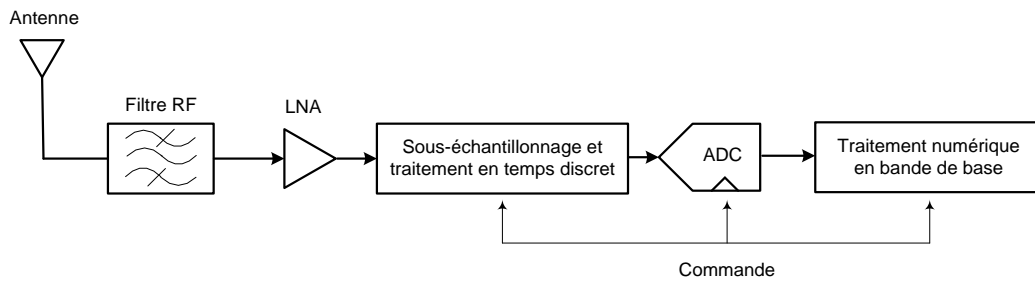 Antenne
Filtre RF
LNA
Sous-échantillonnage et
traitement en temps discret
ADC
Traitement numérique
en bande de base
Commande